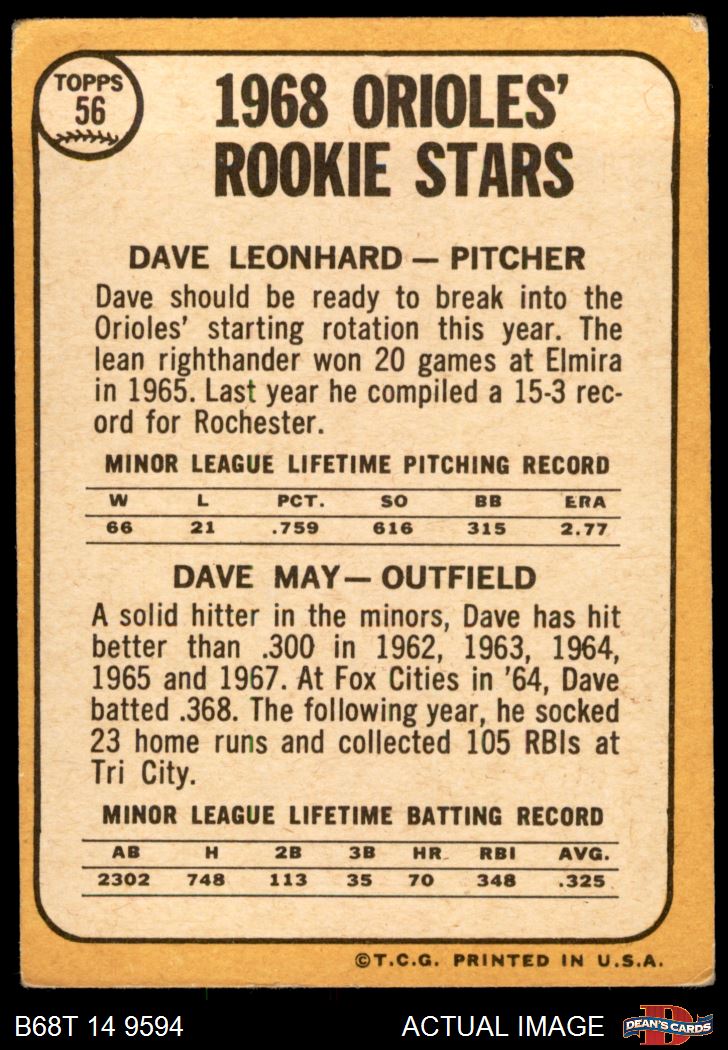 TOPPS
56
1968 ORIOLES'
ROOKIE STARS
DAVE LEONHARD — PITCHER
Dave should be ready to break into the
Orioles' starting rotation this year. The
lean righthander won 20 games at Elmira
in 1965. Last year he compiled a 15-3 rec-
ord for Rochester.
MINOR LEAGUE LIFETIME PITCHING RECORD
W L PCT. SO BB ERA
66 21 .759 616 315 2.77
DAVE MAY — OUTFIELD
A solid hitter in the minors, Dave has hit
better than .300 in 1962, 1963, 1964,
1965 and 1967. At Fox Cities in '64, Dave
batted .368. The following year, he socked
23 home runs and collected 105 RBIs at
Tri City.
MINOR LEAGUE LIFETIME BATTING RECORD
AB H 2B 3B HR RBI AVG.
2302 748 113 35 70 348 .325
©T.C.G. PRINTED IN U.S.A.
B68T 14 9594 ACTUAL IMAGE
D
DEAN'S CARDS